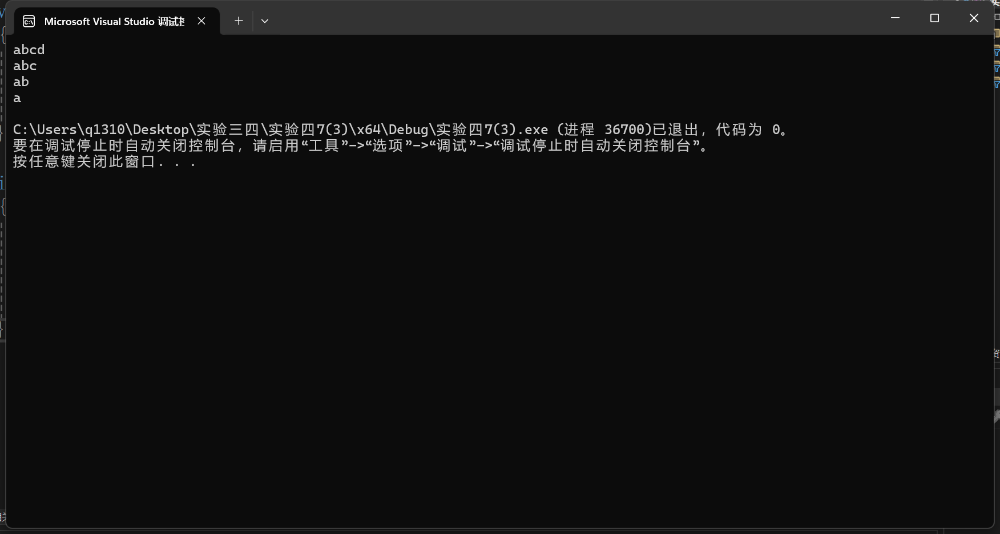 Microsoft Visual Studio 调试
abcd
abc
ab
a
C:\Users\q1310\Desktop\实验三四\实验四7(3)\x64\Debug\实验四7(3).exe (进程 36700)已退出，代码为 0。
要在调试停止时自动关闭控制台，请启用“工具”->“选项”->“调试”->“调试停止时自动关闭控制台”。
按任意键关闭此窗口. . .